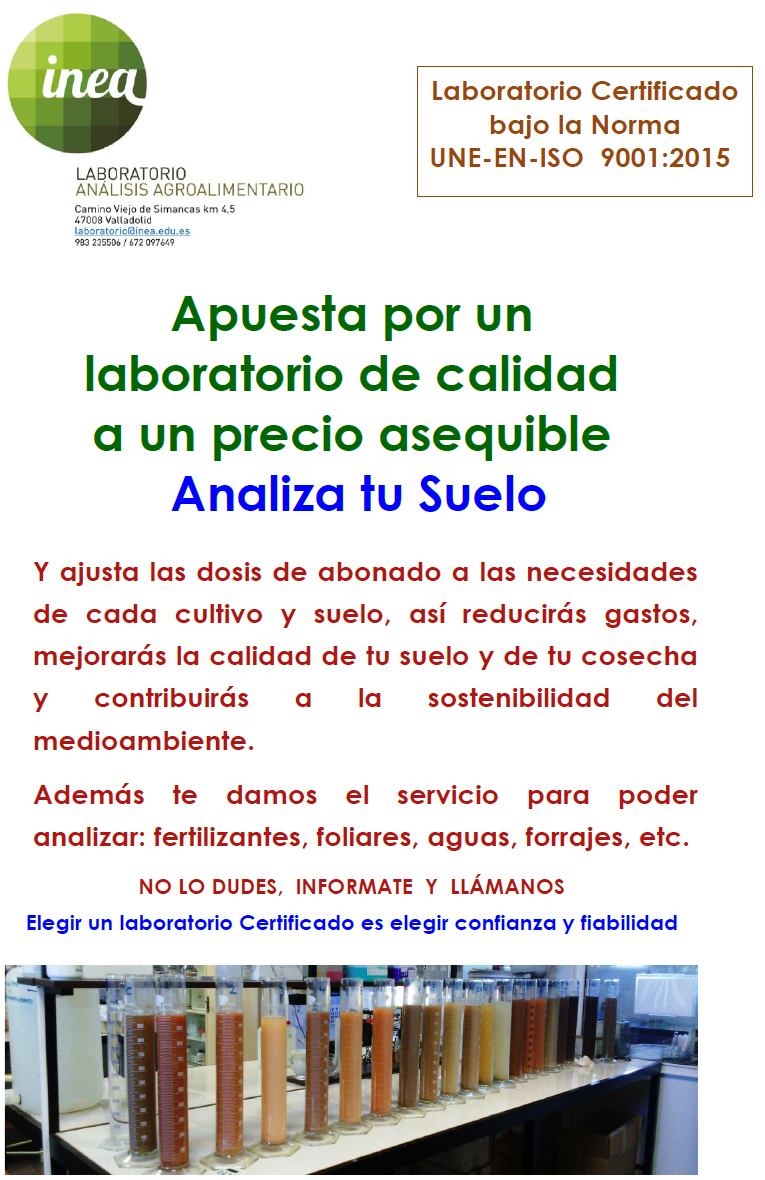 inea
LABORATORIO
ANÁLISIS AGROALIMENTARIO
Camino Viejo de Simancas km 4,5
47008 Valladolid
laboratorio@inea.edu.es
983 235506 / 672 097649
Laboratorio Certificado
bajo la Norma
UNE-EN-ISO 9001:2015
Apuesta por un
laboratorio de calidad
a un precio asequible
Analiza tu Suelo
Y ajusta las dosis de abonado a las necesidades
de cada cultivo y suelo, así reducirás gastos,
mejorarás la calidad de tu suelo y de tu cosecha
y contribuirás a la sostenibilidad del
medioambiente.
Además te damos el servicio para poder
analizar: fertilizantes, foliares, aguas, forrajes, etc.
NO LO DUDES, INFORMATE Y LLÁMANOS
Elegir un laboratorio Certificado es elegir confianza y fiabilidad